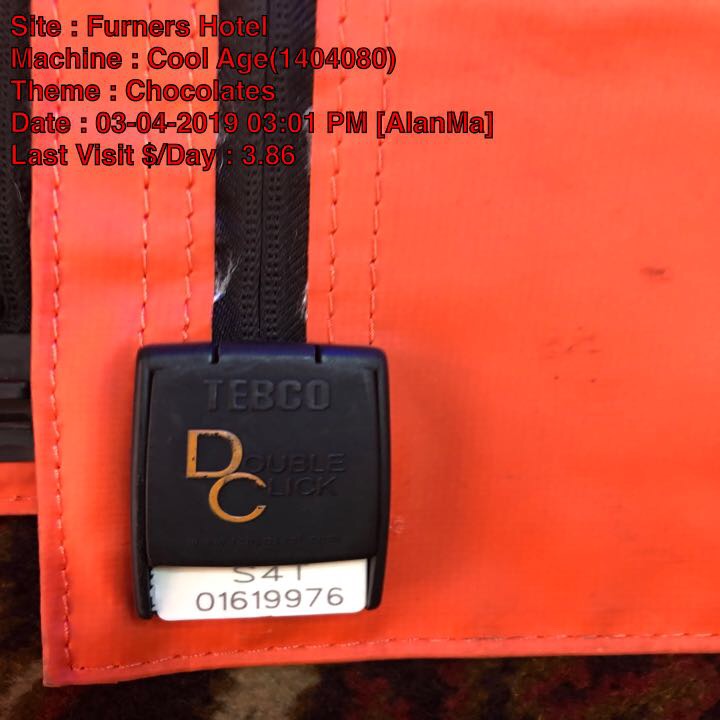 Site : Furners Hotel
Machine : Cool Age(1404080)
Theme : Chocolates
Date : 03-04-2019 03:01 PM [AlanMa]
Last Visit $/Day : 3.86
TEBCO
DOUBLE
CLICK
S41
01619976